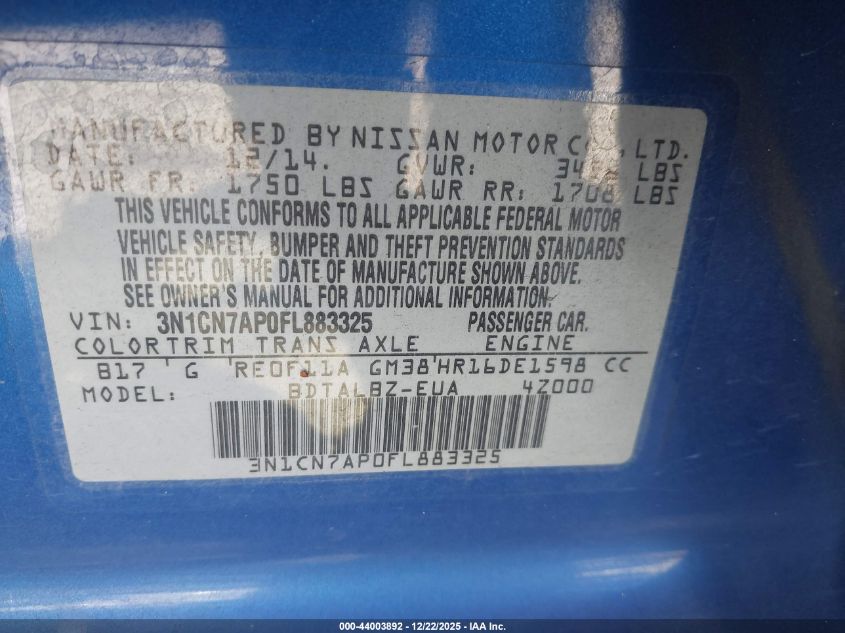 MANUFACTURED BY NISSAN MOTOR CO., LTD.
DATE: 12/14. GVWR: LBS
GAWR FR: 1750 LBS GAWR RR: 1708 LBS
THIS VEHICLE CONFORMS TO ALL APPLICABLE FEDERAL MOTOR
VEHICLE SAFETY, BUMPER AND THEFT PREVENTION STANDARDS
IN EFFECT ON THE DATE OF MANUFACTURE SHOWN ABOVE.
SEE OWNER'S MANUAL FOR ADDITIONAL INFORMATION.
VIN: 3N1CN7AP0FL883325 PASSENGER CAR.
COLORTRIM TRANS AXLE ENGINE
B17 'G 'RE0F11A GM38'HR16DE1598 CC
MODEL: BDTALBZ-EUA 4Z000
3N1CN7AP0FL883325
000-44003892 - 12/22/2025 - IAA Inc.